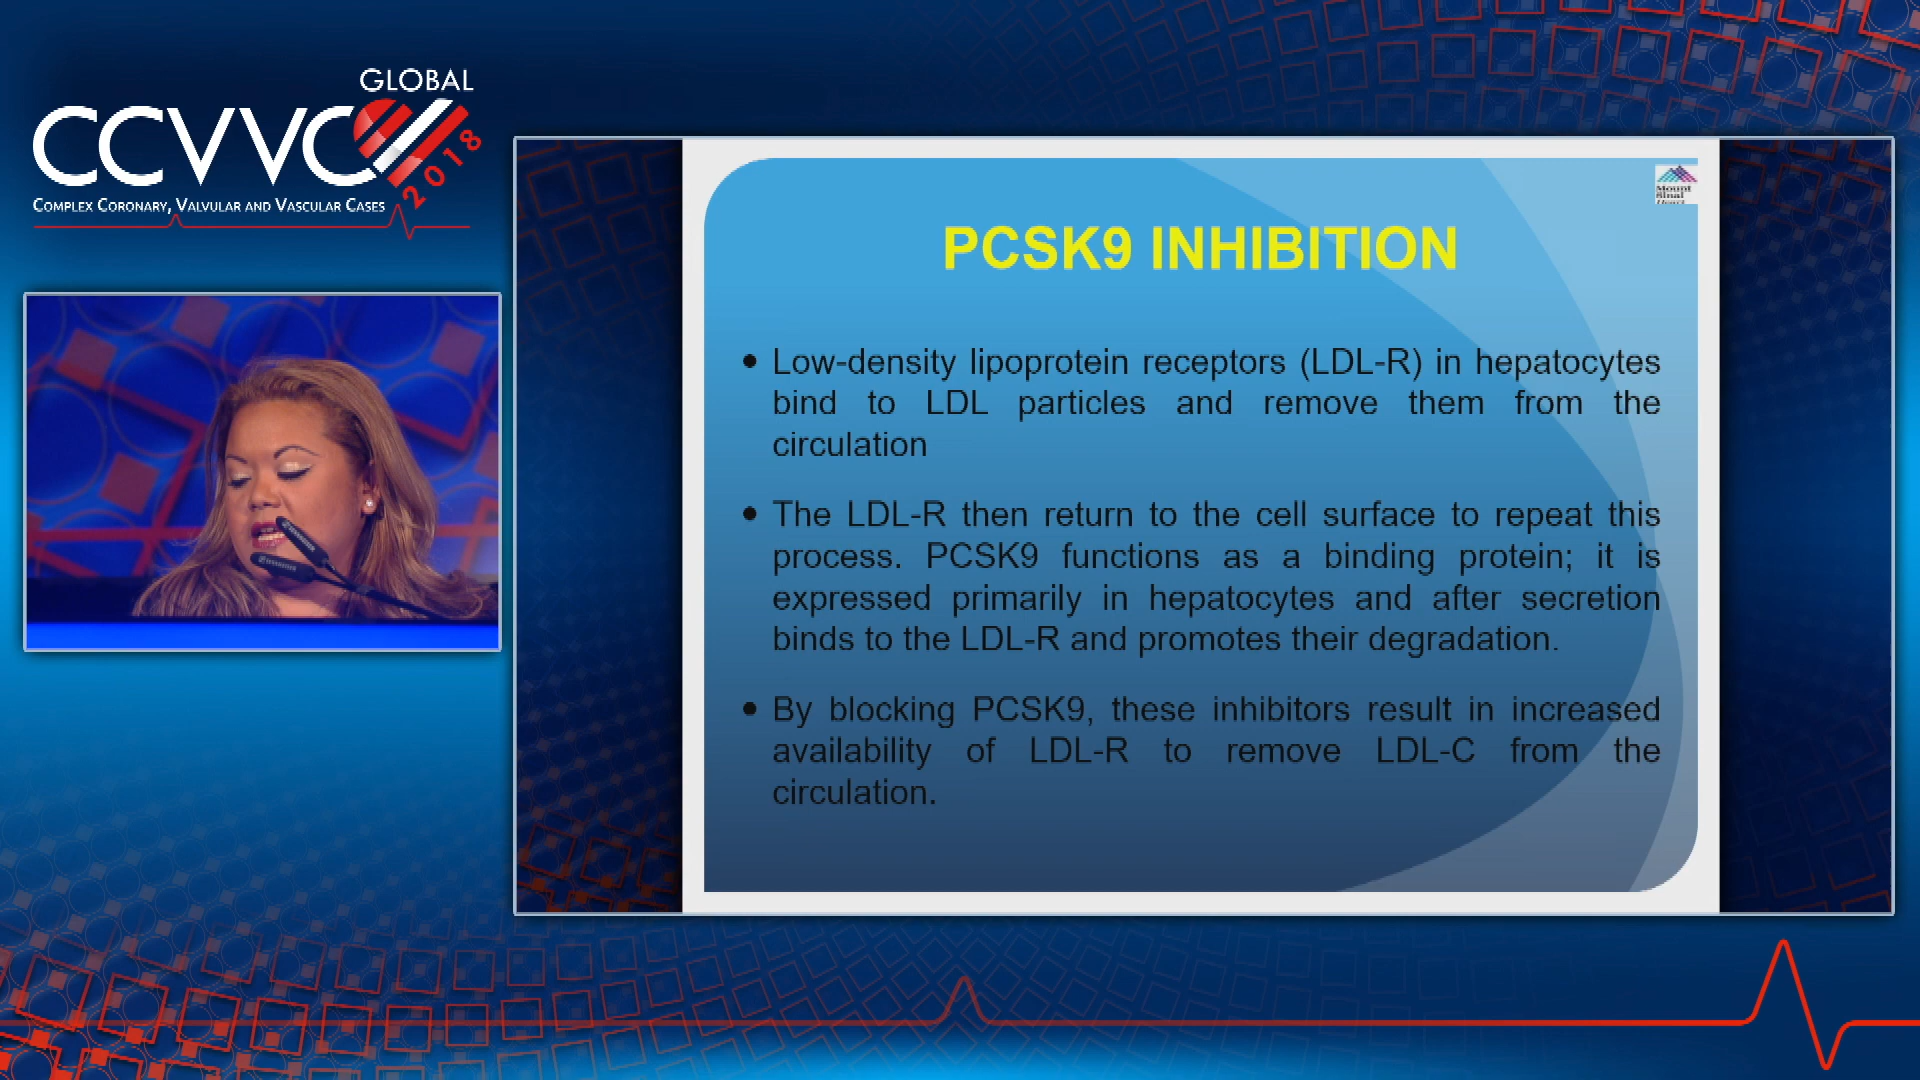 GLOBAL
CCVVC
2018
COMPLEX CORONARY, VALVULAR AND VASCULAR CASES
Mount
Sinai
Heart
PCSK9 INHIBITION
• Low-density lipoprotein receptors (LDL-R) in hepatocytes
bind to LDL particles and remove them from the
circulation
• The LDL-R then return to the cell surface to repeat this
process. PCSK9 functions as a binding protein; it is
expressed primarily in hepatocytes and after secretion
binds to the LDL-R and promotes their degradation.
• By blocking PCSK9, these inhibitors result in increased
availability of LDL-R to remove LDL-C from the
circulation.